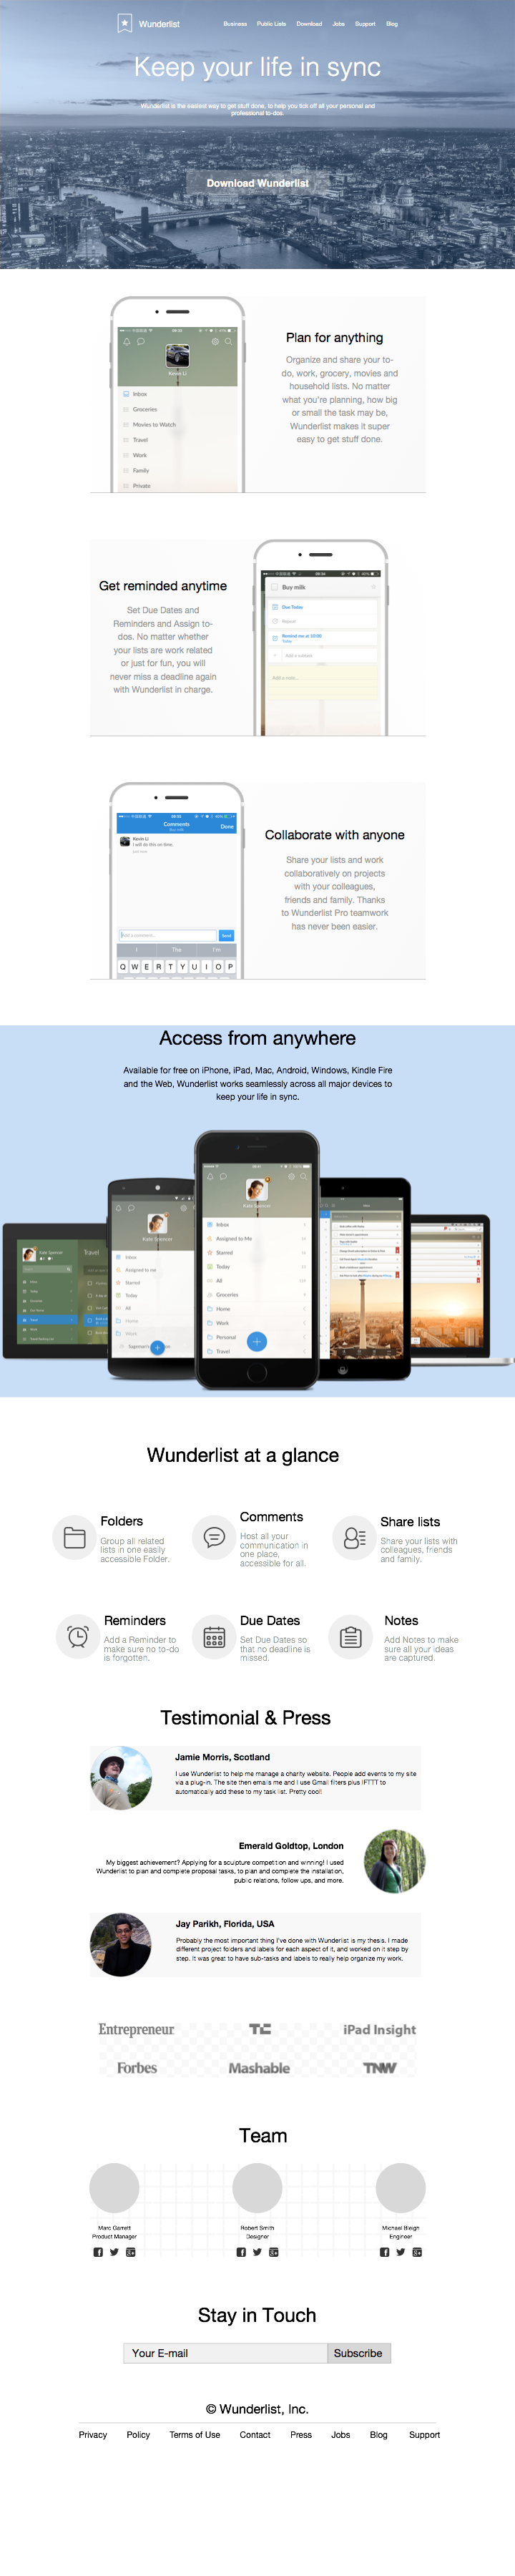 Wunderlist
Business Public Lists Download Jobs Support Blog
Keep your life in sync
Wunderlist is the easiest way to get stuff done, to help you tick off all your personal and
professional to-dos.
Download Wunderlist
Kevin Li
Inbox
Groceries
Movies to Watch
Travel
Work
Family
Private
Plan for anything
Organize and share your to-
do, work, grocery, movies and
household lists. No matter
what you're planning, how big
or small the task may be,
Wunderlist makes it super
easy to get stuff done.
Get reminded anytime
Set Due Dates and
Reminders and Assign to-
dos. No matter whether
your lists are work related
or just for fun, you will
never miss a deadline again
with Wunderlist in charge.
Buy milk
Due Today
Repeat
Remind me at 10:00
Today
Add a subtask
Add a note...
Comments
Buy milk
Done
Kevin Li
I will do this on time.
Add a comment...
Send
I The I'm
Q W E R T Y U I O P
Collaborate with anyone
Share your lists and work
collaboratively on projects
with your colleagues,
friends and family. Thanks
to Wunderlist Pro teamwork
has never been easier.
Access from anywhere
Available for free on iPhone, iPad, Mac, Android, Windows, Kindle Fire
and the Web, Wunderlist works seamlessly across all major devices to
keep your life in sync.
Kate Spencer
Travel
Kate Spencer
Inbox
Assigned to me
Starred
Today
All
Home
Work
Kate Spencer
Inbox
Assigned to Me
Starred
Today
All
Groceries
Home
Work
Personal
Travel
Wunderlist at a glance
Folders
Group all related
lists in one easily
accessible Folder.
Comments
Host all your
communication in
one place,
accessible for all.
Share lists
Share your lists with
colleagues, friends
and family.
Reminders
Add a Reminder to
make sure no to-do
is forgotten.
Due Dates
Set Due Dates so
that no deadline is
missed.
Notes
Add Notes to make
sure all your ideas
are captured.
Testimonial & Press
Jamie Morris, Scotland
I use Wunderlist to help me manage a charity website. People add events to my site
via a plug-in. The site then emails me and I use Gmail filters plus IFTTT to
automatically add these to my task list. Pretty cool!
Emerald Goldtop, London
My biggest achievement? Applying for a sculpture competition and winning! I used
Wunderlist to plan and complete proposal tasks, to plan and complete the installation,
public relations, follow ups, and more.
Jay Parikh, Florida, USA
Probably the most important thing I've done with Wunderlist is my thesis. I made
different project folders and labels for each aspect of it, and worked on it step by
step. It was great to have sub-tasks and labels to really help organize my work.
Entrepreneur TC iPad Insight
Forbes Mashable TNW
Team
Marc Garrett
Product Manager
Robert Smith
Designer
Michael Bleigh
Engineer
Stay in Touch
Your E-mail Subscribe
© Wunderlist, Inc.
Privacy Policy Terms of Use Contact Press Jobs Blog Support